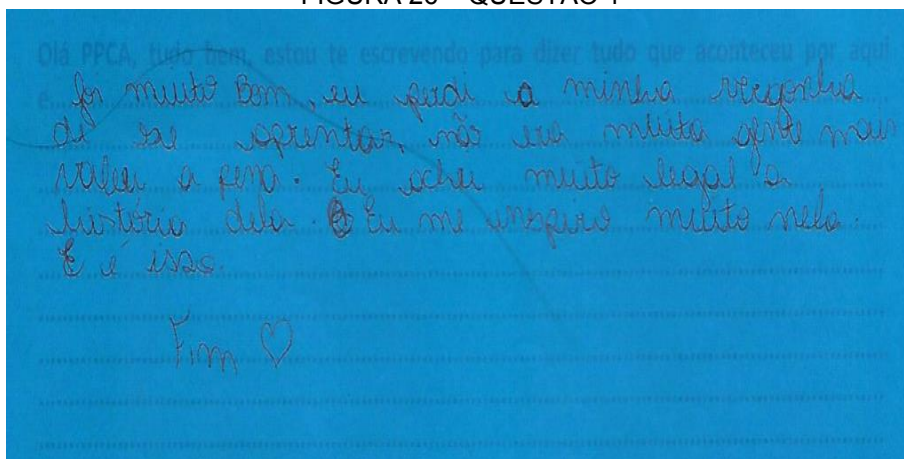 FIGURA 20 – QUESTÃO 4
Olá PPCA, tudo bem, estou te escrevendo para dizer tudo que aconteceu por aqui
e... foi muito Bom, eu perdi a minha vergonha
de se aprentar, não era muita gente mais
valeu a pena. Eu achei muito legal a
história dela. Eu me inspiro muito nela.
E é isso.
Fim ♡